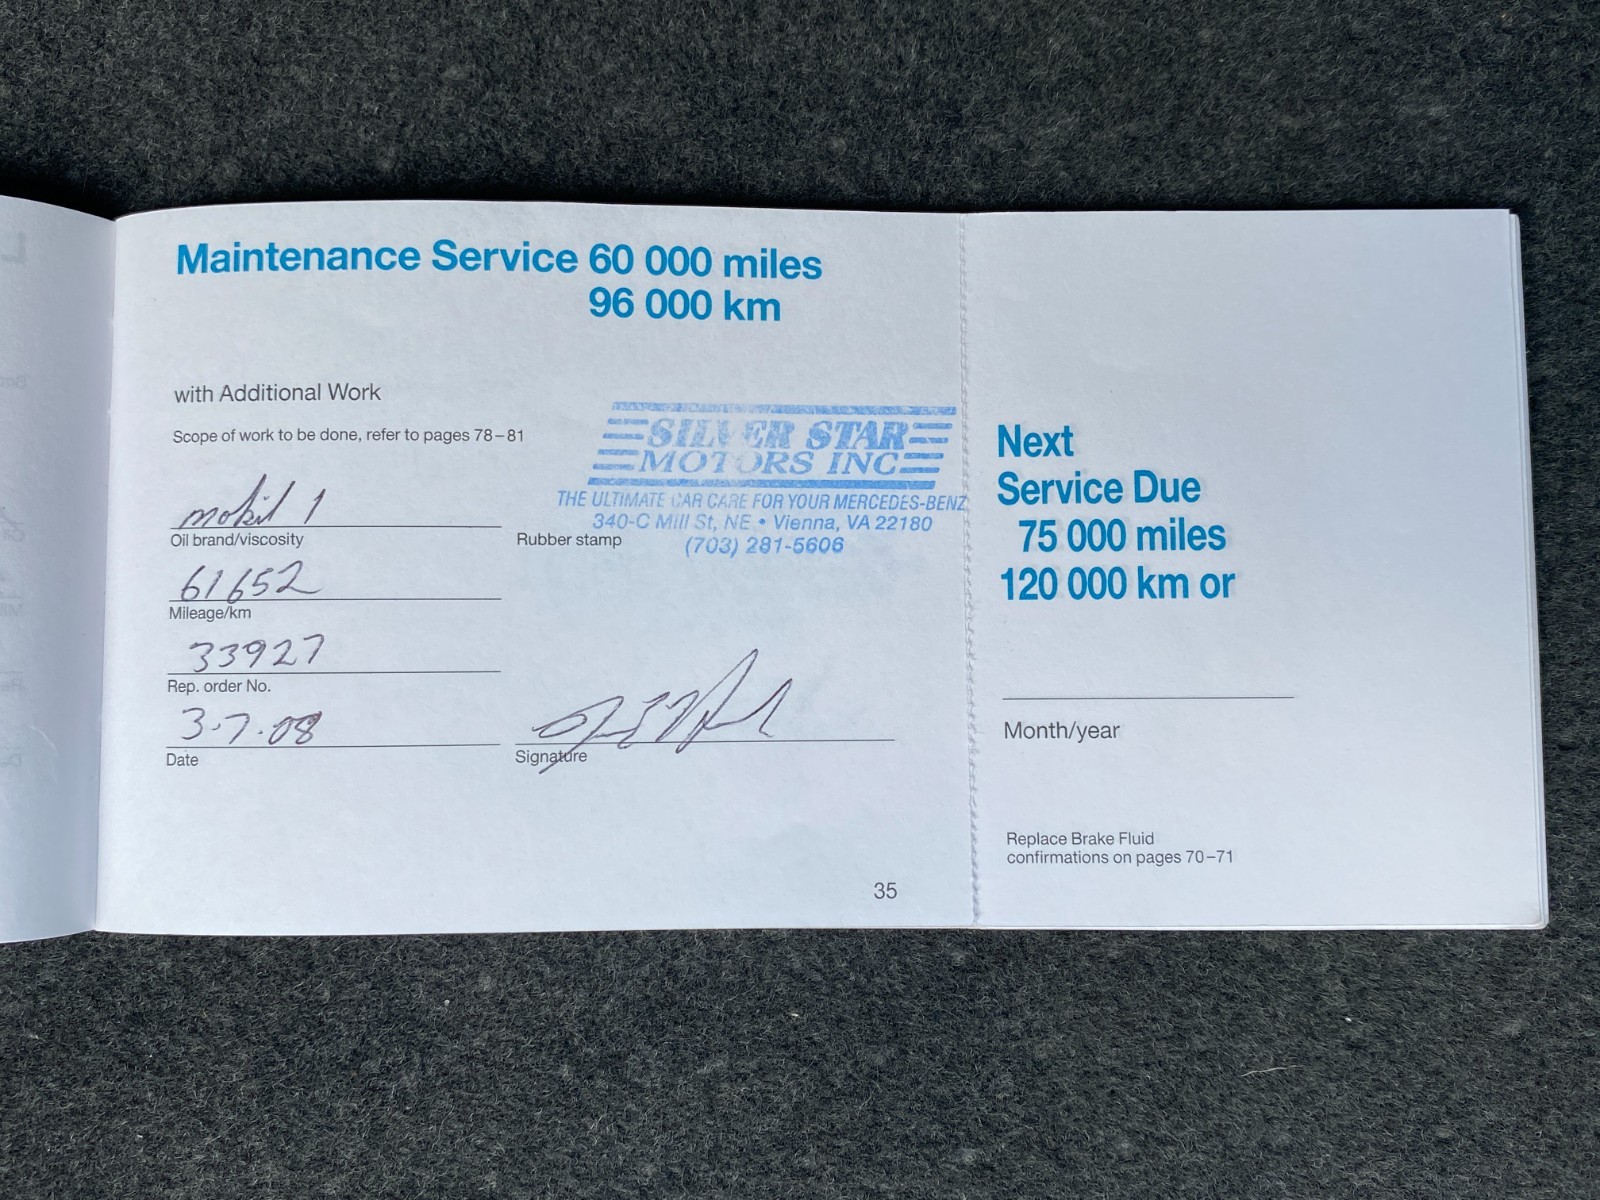 Maintenance Service 60 000 miles
96 000 km
with Additional Work
Scope of work to be done, refer to pages 78–81
SILVER STAR
MOTORS INC
THE ULTIMATE CAR CARE FOR YOUR MERCEDES-BENZ
340-C Mill St, NE • Vienna, VA 22180
(703) 281-5606
mobil 1
Oil brand/viscosity
Rubber stamp
61652
Mileage/km
33927
Rep. order No.
3.7.08
Date
Signature
35
Next
Service Due
75 000 miles
120 000 km or
Month/year
Replace Brake Fluid
confirmations on pages 70–71